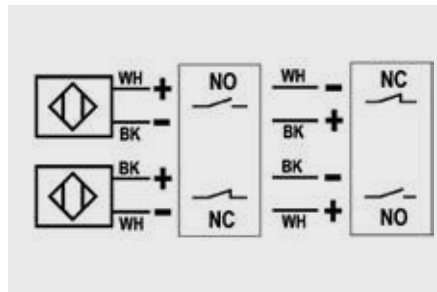 WH + NO WH - NC
BK - BK +
BK + BK -
WH - NC WH + NO